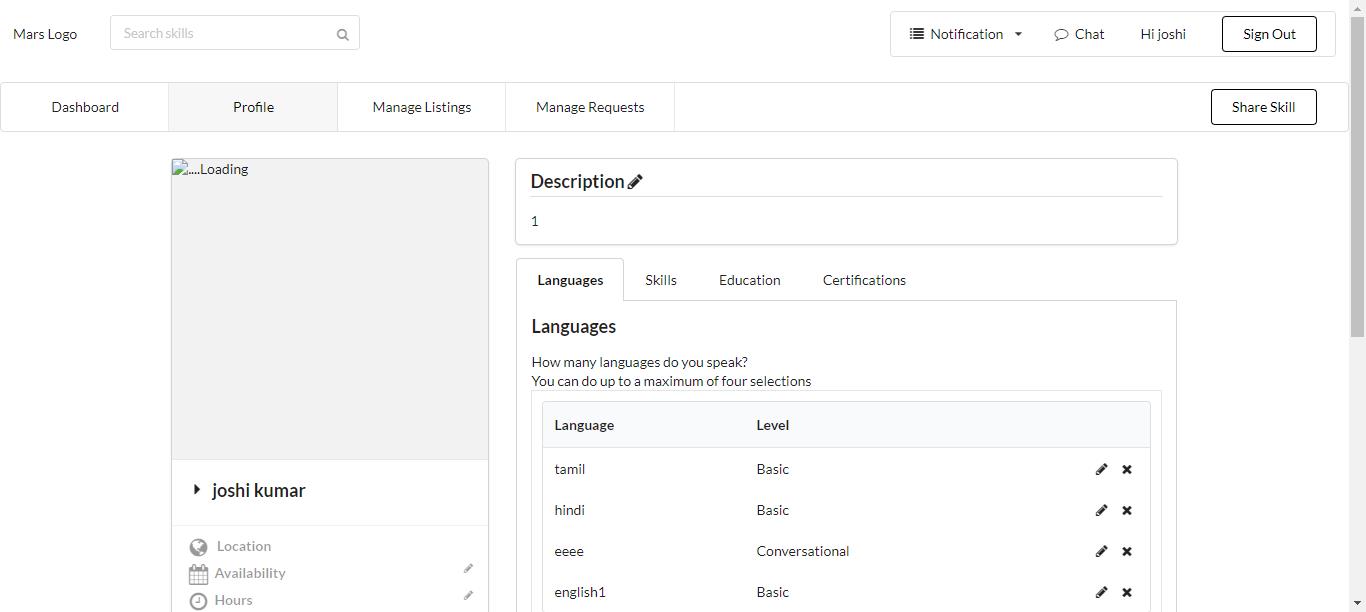 Mars Logo
Search skills
Notification
Chat
Hi joshi
Sign Out
Dashboard
Profile
Manage Listings
Manage Requests
Share Skill
....Loading
joshi kumar
Location
Availability
Hours
Description
1
Languages
Skills
Education
Certifications
Languages
How many languages do you speak?
You can do up to a maximum of four selections
Language Level
tamil Basic
hindi Basic
eeee Conversational
english1 Basic